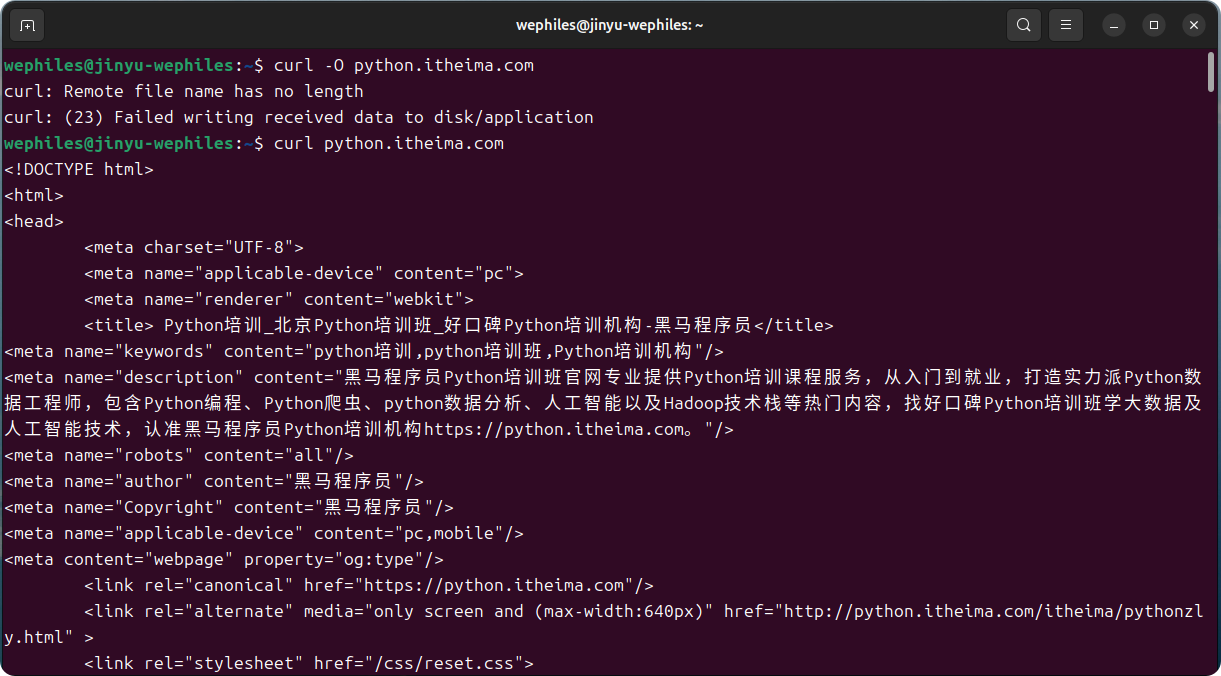 wephiles@jinyu-wephiles: ~
wephiles@jinyu-wephiles:~$ curl -O python.itheima.com
curl: Remote file name has no length
curl: (23) Failed writing received data to disk/application
wephiles@jinyu-wephiles:~$ curl python.itheima.com
<!DOCTYPE html>
<html>
<head>
        <meta charset="UTF-8">
        <meta name="applicable-device" content="pc">
        <meta name="renderer" content="webkit">
        <title> Python培训_北京Python培训班_好口碑Python培训机构-黑马程序员</title>
<meta name="keywords" content="python培训,python培训班,Python培训机构"/>
<meta name="description" content="黑马程序员Python培训班官网专业提供Python培训课程服务，从入门到就业，打造实力派Python数
据工程师，包含Python编程、Python爬虫、python数据分析、人工智能以及Hadoop技术栈等热门内容，找好口碑Python培训班学大数据及
人工智能技术，认准黑马程序员Python培训机构https://python.itheima.com。"/>
<meta name="robots" content="all"/>
<meta name="author" content="黑马程序员"/>
<meta name="Copyright" content="黑马程序员"/>
<meta name="applicable-device" content="pc,mobile"/>
<meta content="webpage" property="og:type"/>
        <link rel="canonical" href="https://python.itheima.com"/>
        <link rel="alternate" media="only screen and (max-width:640px)" href="http://python.itheima.com/itheima/pythonzl
y.html" >
        <link rel="stylesheet" href="/css/reset.css">